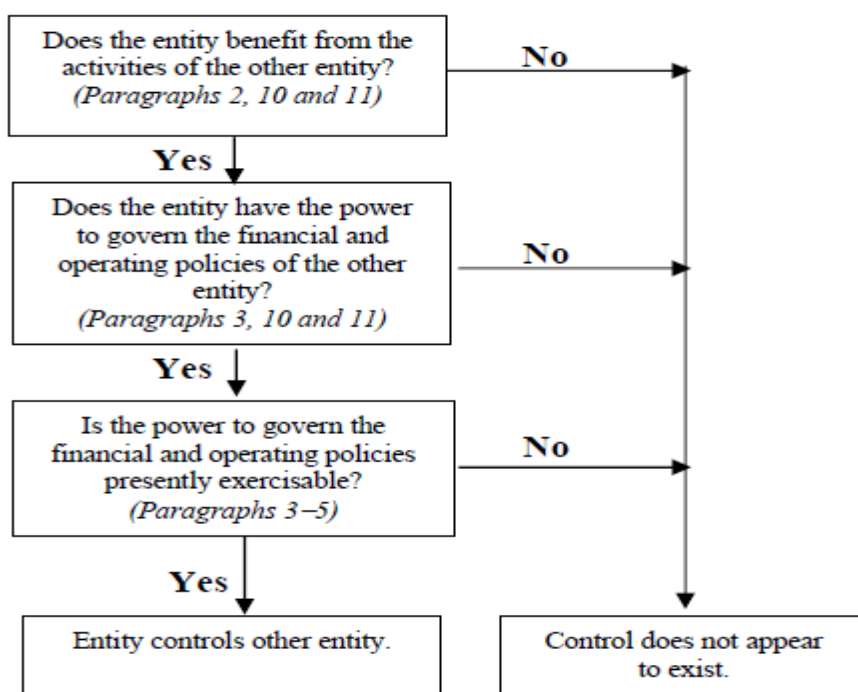 Does the entity benefit from the
activities of the other entity?
(Paragraphs 2, 10 and 11)
No
Yes
Does the entity have the power
to govern the financial and
operating policies of the other
entity?
(Paragraphs 3, 10 and 11)
No
Yes
Is the power to govern the
financial and operating policies
presently exercisable?
(Paragraphs 3–5)
No
Yes
Entity controls other entity.
Control does not appear
to exist.